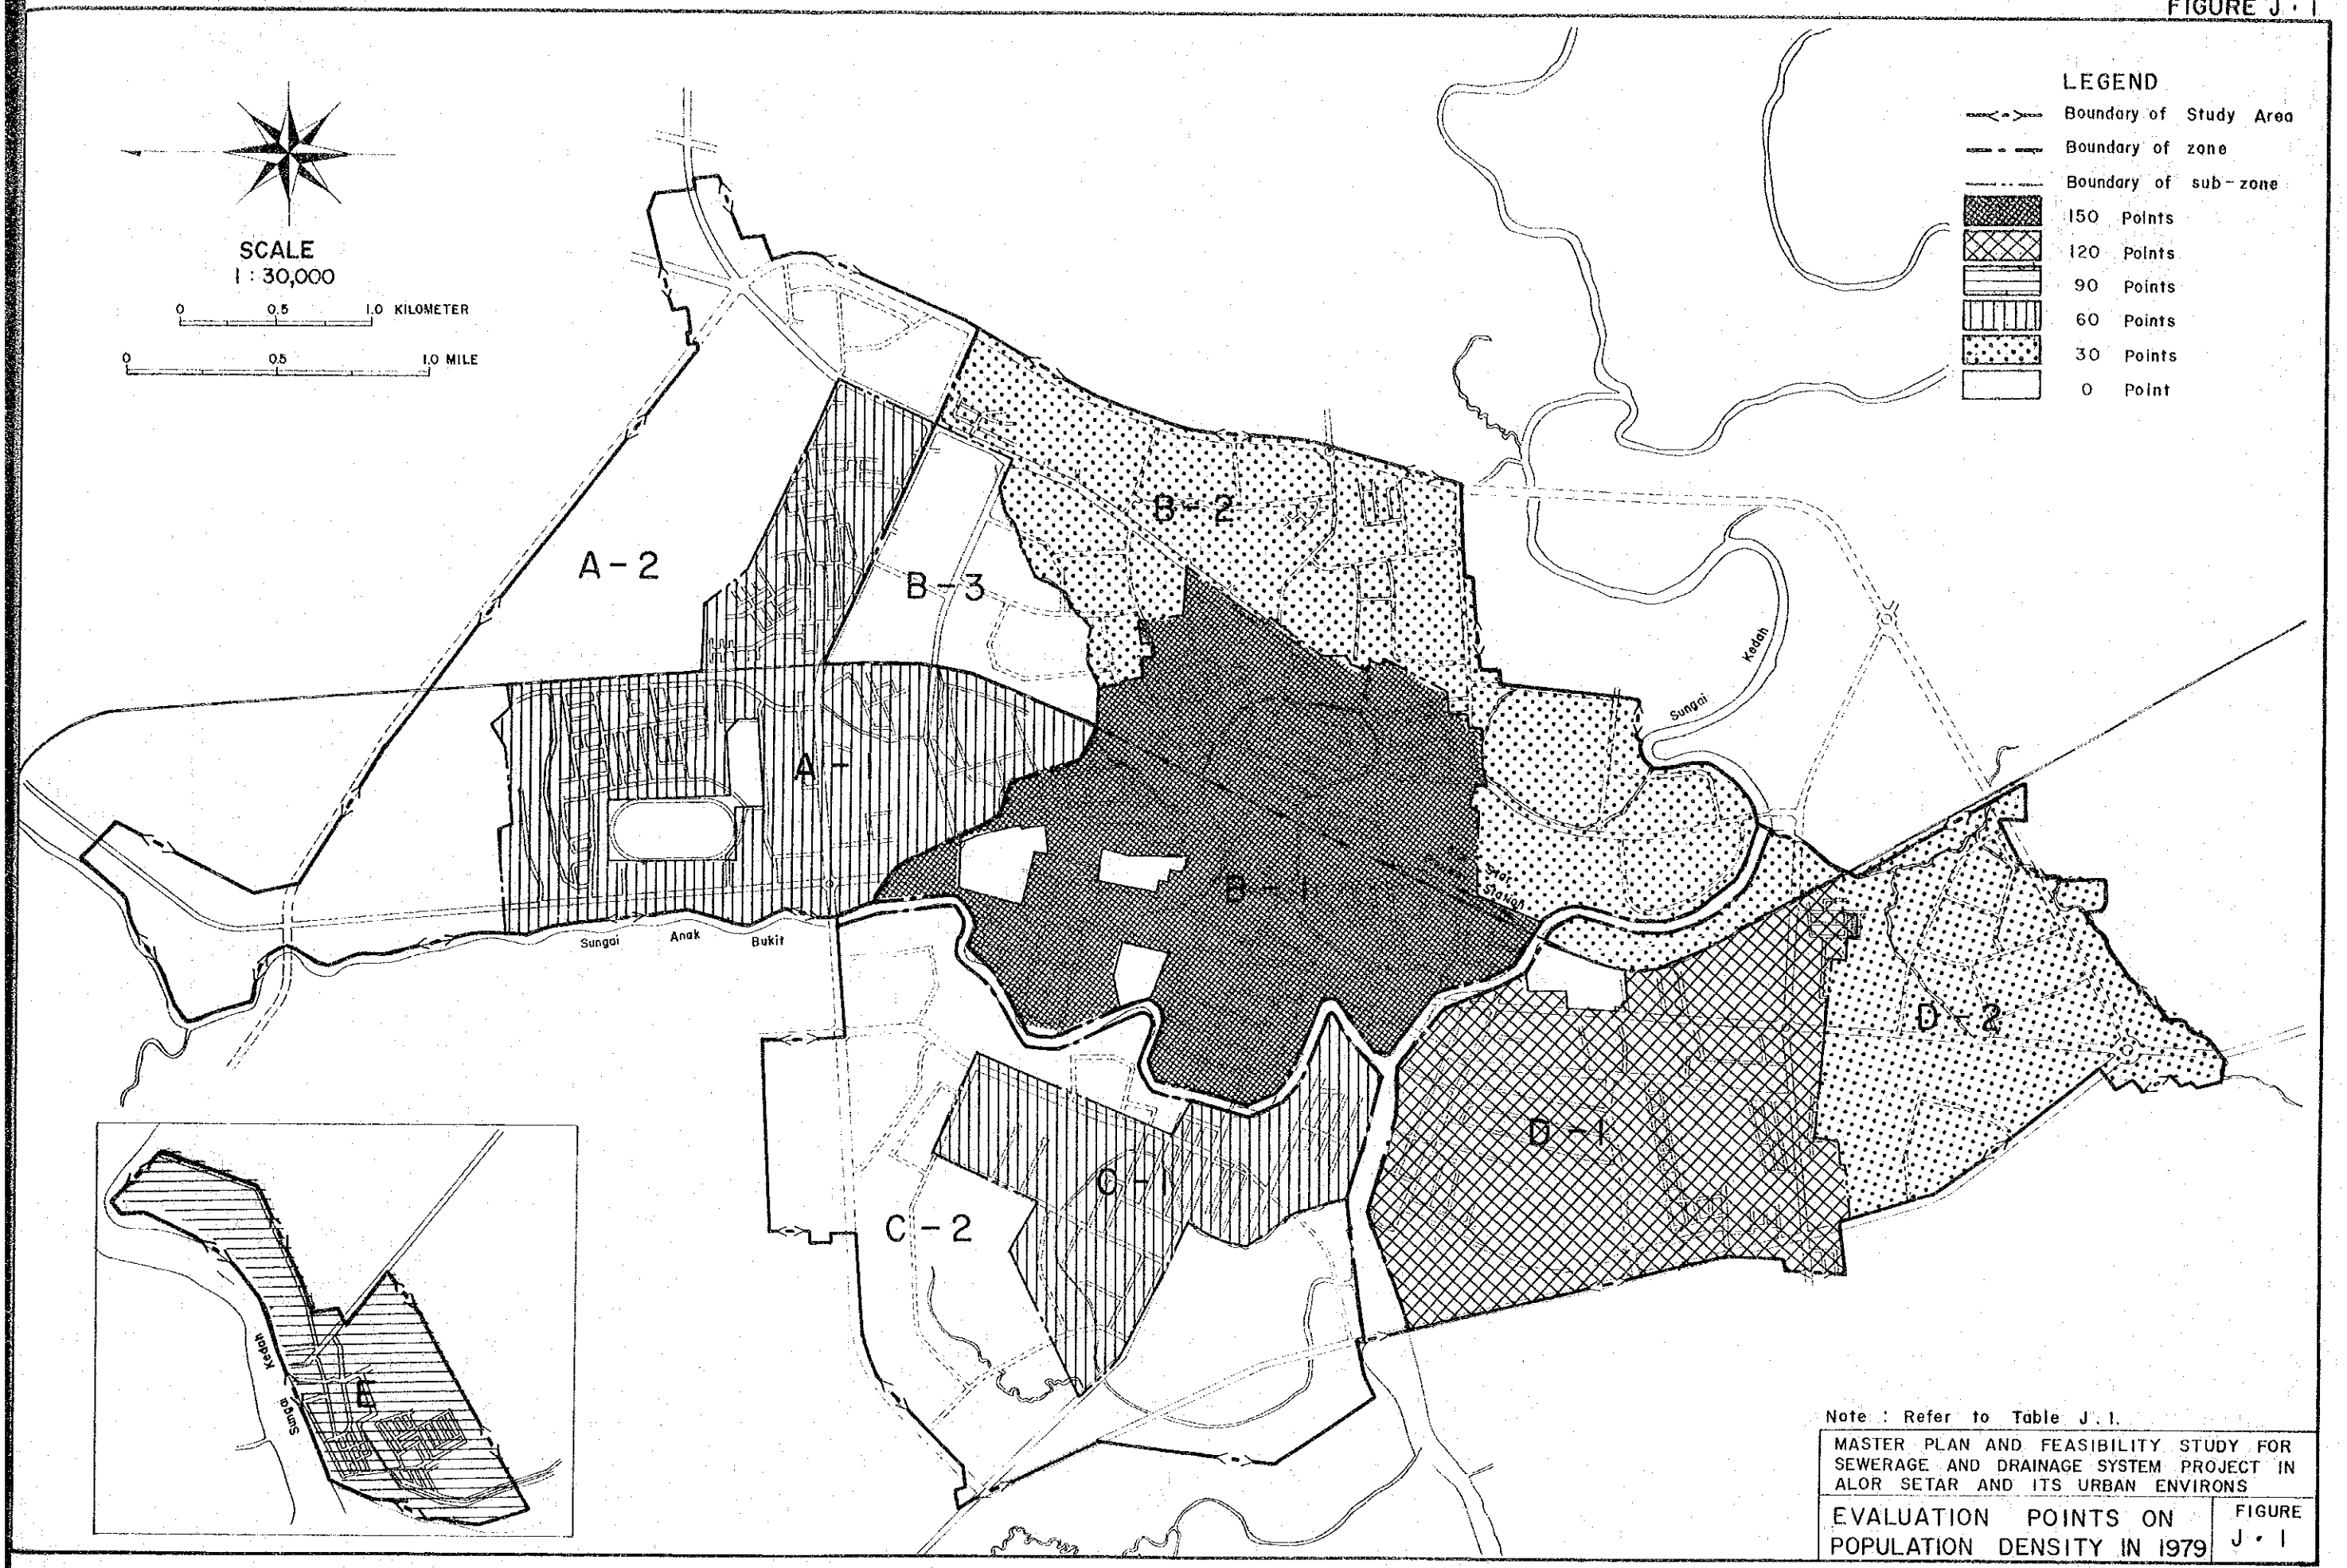 FIGURE J · 1
LEGEND
Boundary of Study Area
Boundary of zone
Boundary of sub-zone
150 Points
120 Points
90 Points
60 Points
30 Points
0 Point
SCALE
1 : 30,000
0 0.5 1.0 KILOMETER
0 0.5 1.0 MILE
A-2
B-3
B-2
Kedah
Sungai
A-1
B-1
Station
Sungai Anak Bukit
D-2
D-1
C-1
C-2
Kedah
E
Note : Refer to Table J.1.
MASTER PLAN AND FEASIBILITY STUDY FOR
SEWERAGE AND DRAINAGE SYSTEM PROJECT IN
ALOR SETAR AND ITS URBAN ENVIRONS
EVALUATION POINTS ON
POPULATION DENSITY IN 1979
FIGURE
J · 1